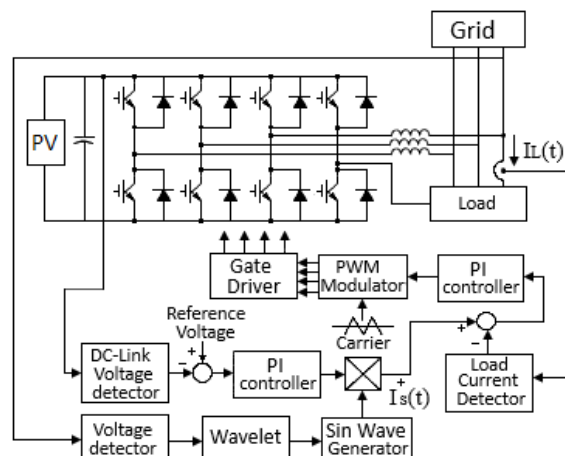 Grid
PV
IL(t)
Load
Gate
Driver
PWM
Modulator
PI
controller
Reference
Voltage
Carrier
DC-Link
Voltage
detector
PI
controller
Is(t)
Load
Current
Detector
Voltage
detector
Wavelet
Sin Wave
Generator